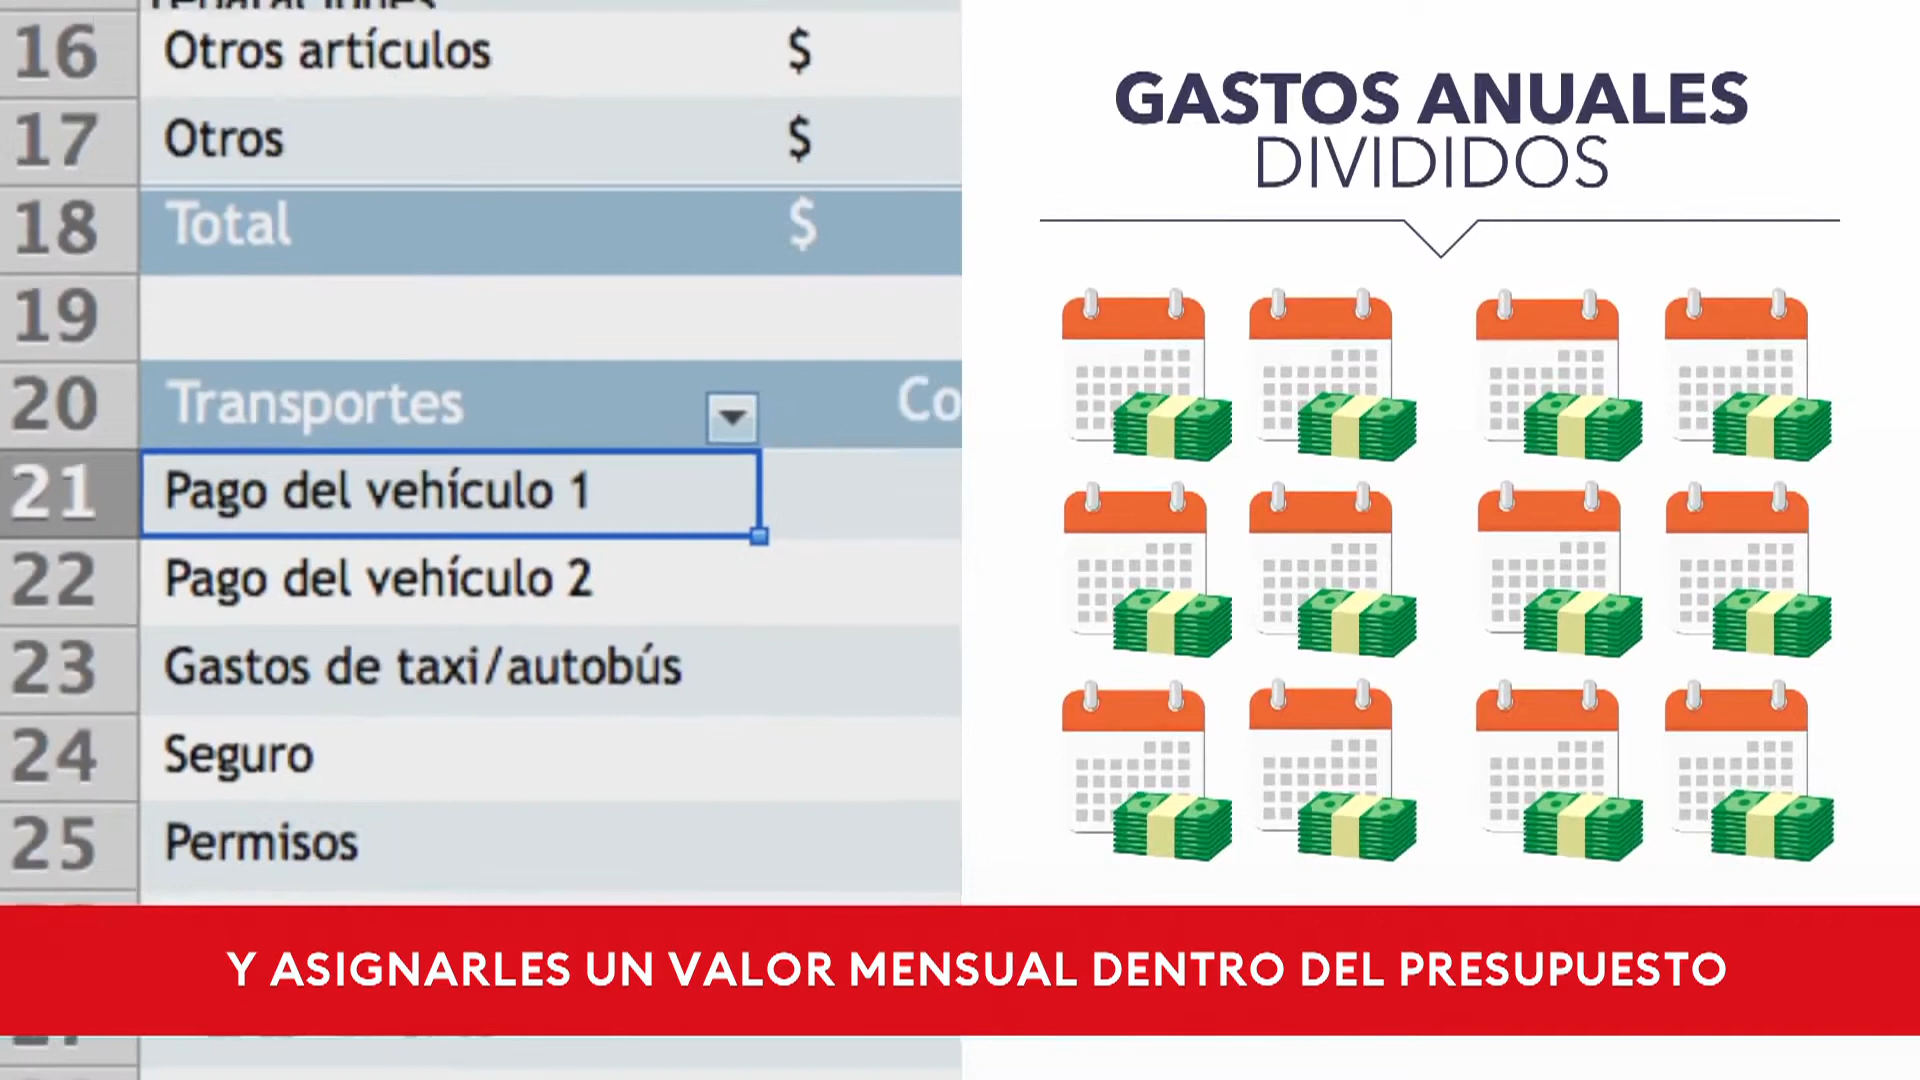 16 Otros artículos $
17 Otros $
18 Total $
19
20 Transportes
21 Pago del vehículo 1
22 Pago del vehículo 2
23 Gastos de taxi/autobús
24 Seguro
25 Permisos
GASTOS ANUALES
DIVIDIDOS
Y ASIGNARLES UN VALOR MENSUAL DENTRO DEL PRESUPUESTO